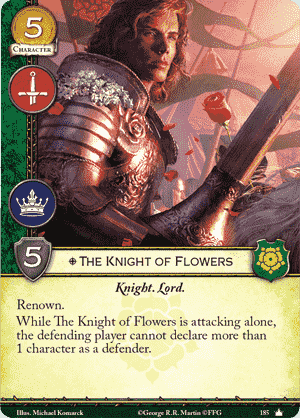 5
CHARACTER
5
THE KNIGHT OF FLOWERS
Knight. Lord.
Renown.
While The Knight of Flowers is attacking alone,
the defending player cannot declare more than
1 character as a defender.
Illus. Michael Komarck
©George R.R. Martin ©FFG
185